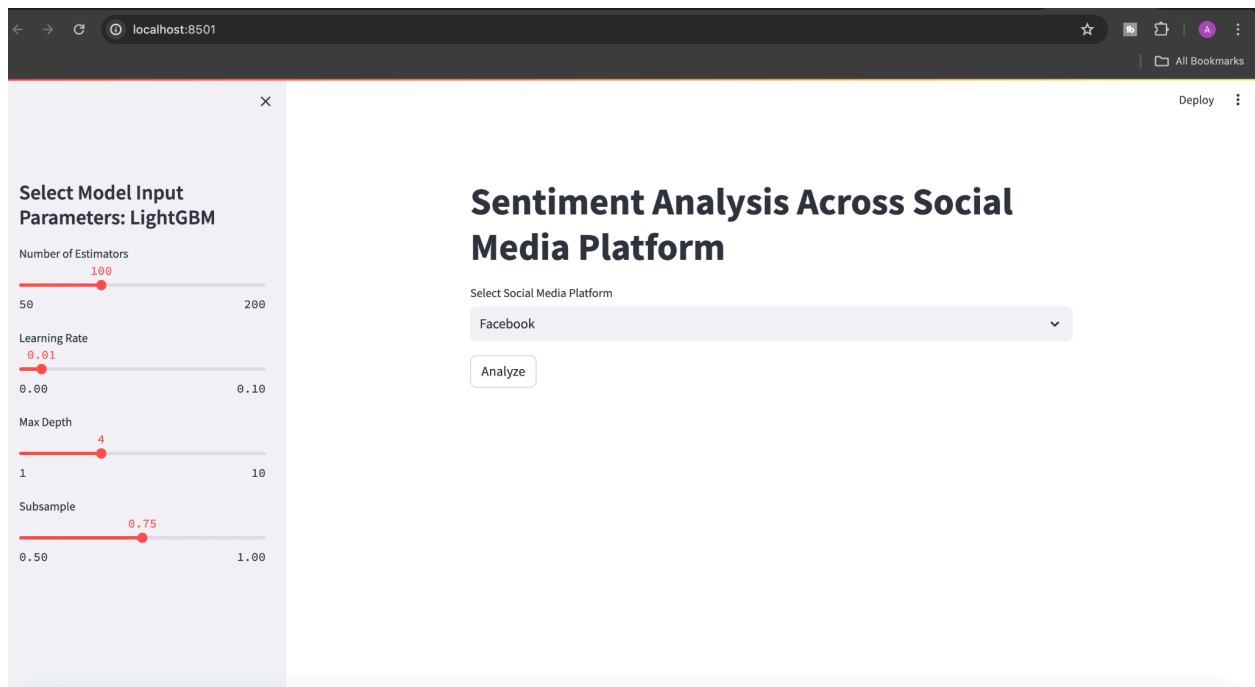 localhost:8501
fb
A
All Bookmarks
Deploy
Select Model Input
Parameters: LightGBM
Number of Estimators
100
50 200
Learning Rate
0.01
0.00 0.10
Max Depth
4
1 10
Subsample
0.75
0.50 1.00
Sentiment Analysis Across Social
Media Platform
Select Social Media Platform
Facebook
Analyze